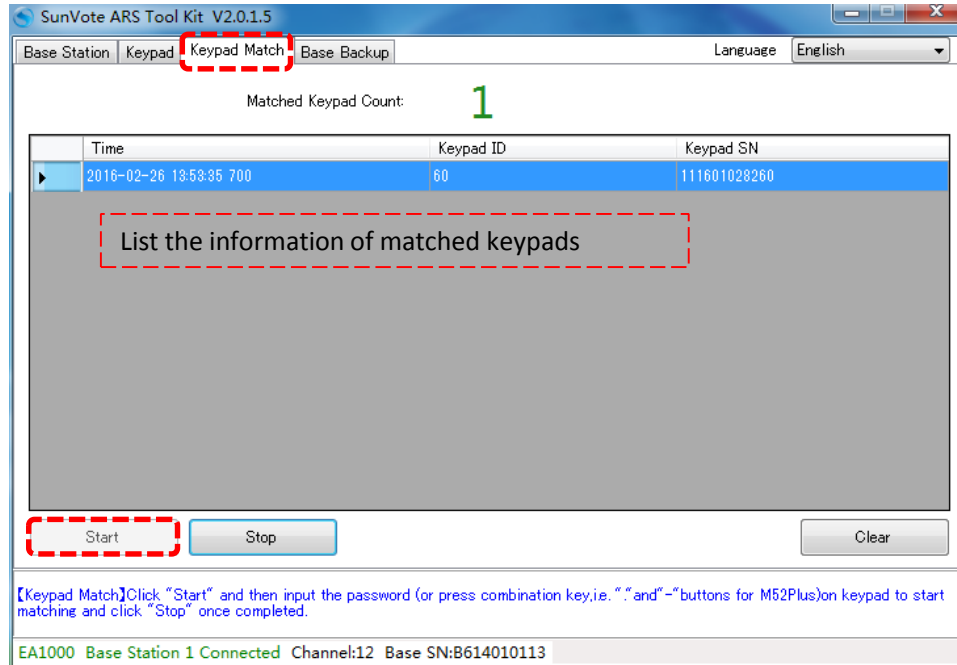 SunVote ARS Tool Kit V2.0.1.5
Base Station Keypad Keypad Match Base Backup Language English
Matched Keypad Count: 1
Time Keypad ID Keypad SN
2016-02-26 13:53:35 700 60 111601028260
List the information of matched keypads
Start Stop Clear
【Keypad Match】Click "Start" and then input the password (or press combination key,i.e. "."and"-"buttons for M52Plus)on keypad to start
matching and click "Stop" once completed.
EA1000 Base Station 1 Connected Channel:12 Base SN:B614010113